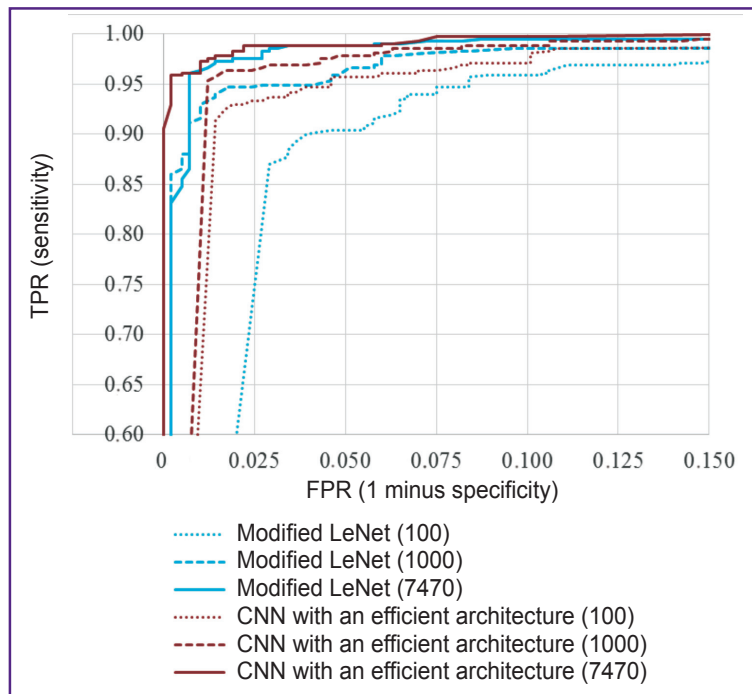 1.00
0.95
0.90
0.85
0.80
0.75
0.70
0.65
0.60
TPR (sensitivity)
0 0.025 0.050 0.075 0.100 0.125 0.150
FPR (1 minus specificity)
Modified LeNet (100)
Modified LeNet (1000)
Modified LeNet (7470)
CNN with an efficient architecture (100)
CNN with an efficient architecture (1000)
CNN with an efficient architecture (7470)